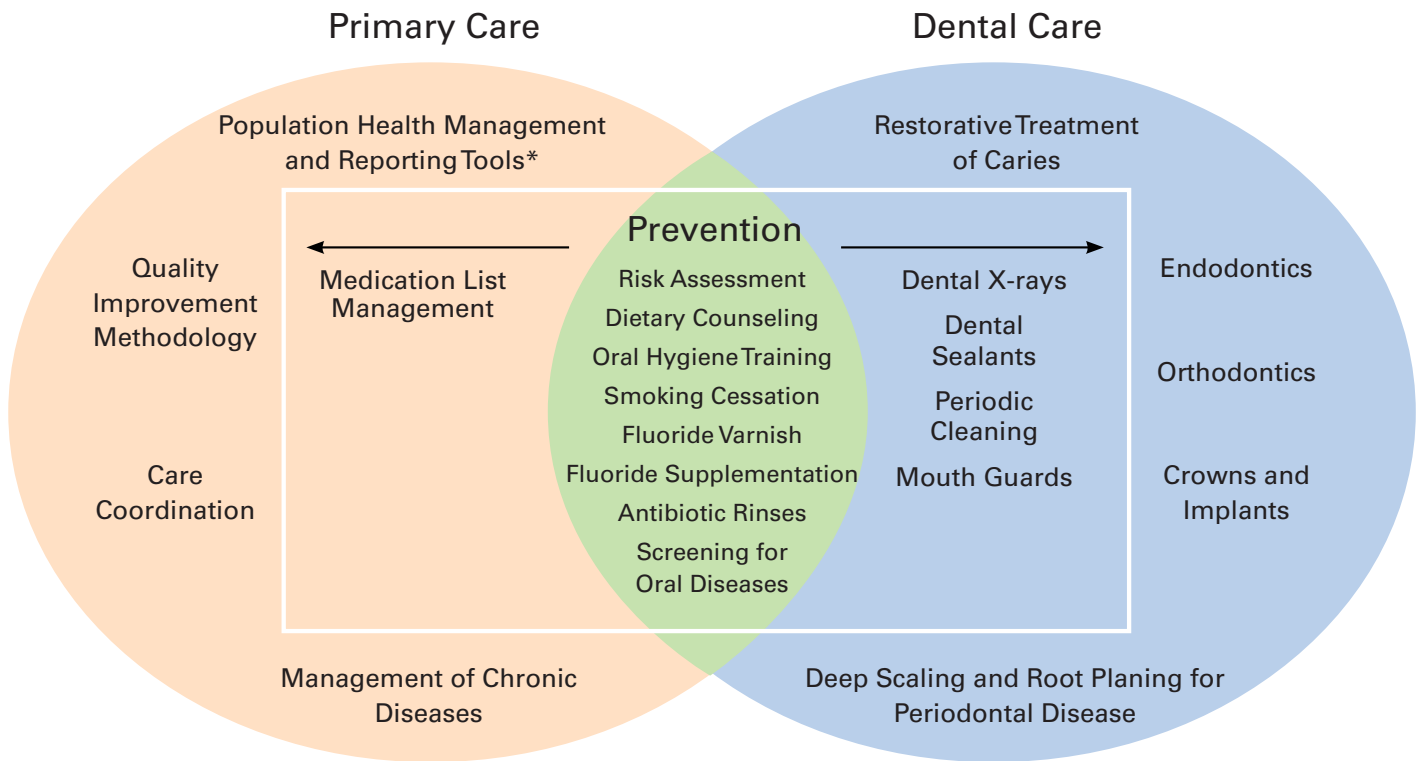 Primary Care
Dental Care
Population Health Management
and Reporting Tools*
Quality
Improvement
Methodology
Care
Coordination
Management of Chronic
Diseases
Medication List
Management
Prevention
Risk Assessment
Dietary Counseling
Oral Hygiene Training
Smoking Cessation
Fluoride Varnish
Fluoride Supplementation
Antibiotic Rinses
Screening for
Oral Diseases
Dental X-rays
Dental
Sealants
Periodic
Cleaning
Mouth Guards
Restorative Treatment
of Caries
Endodontics
Orthodontics
Crowns and
Implants
Deep Scaling and Root Planing for
Periodontal Disease